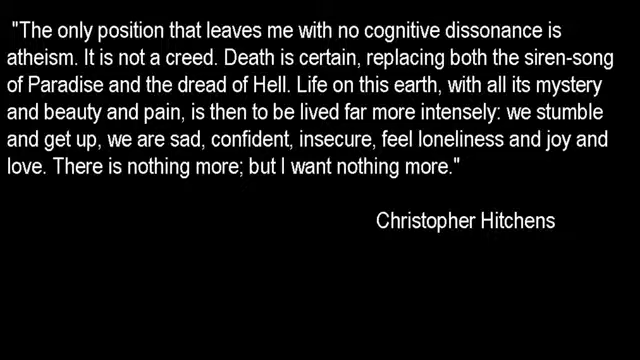 "The only position that leaves me with no cognitive dissonance is
atheism. It is not a creed. Death is certain, replacing both the siren-song
of Paradise and the dread of Hell. Life on this earth, with all its mystery
and beauty and pain, is then to be lived far more intensely: we stumble
and get up, we are sad, confident, insecure, feel loneliness and joy and
love. There is nothing more; but I want nothing more."
Christopher Hitchens